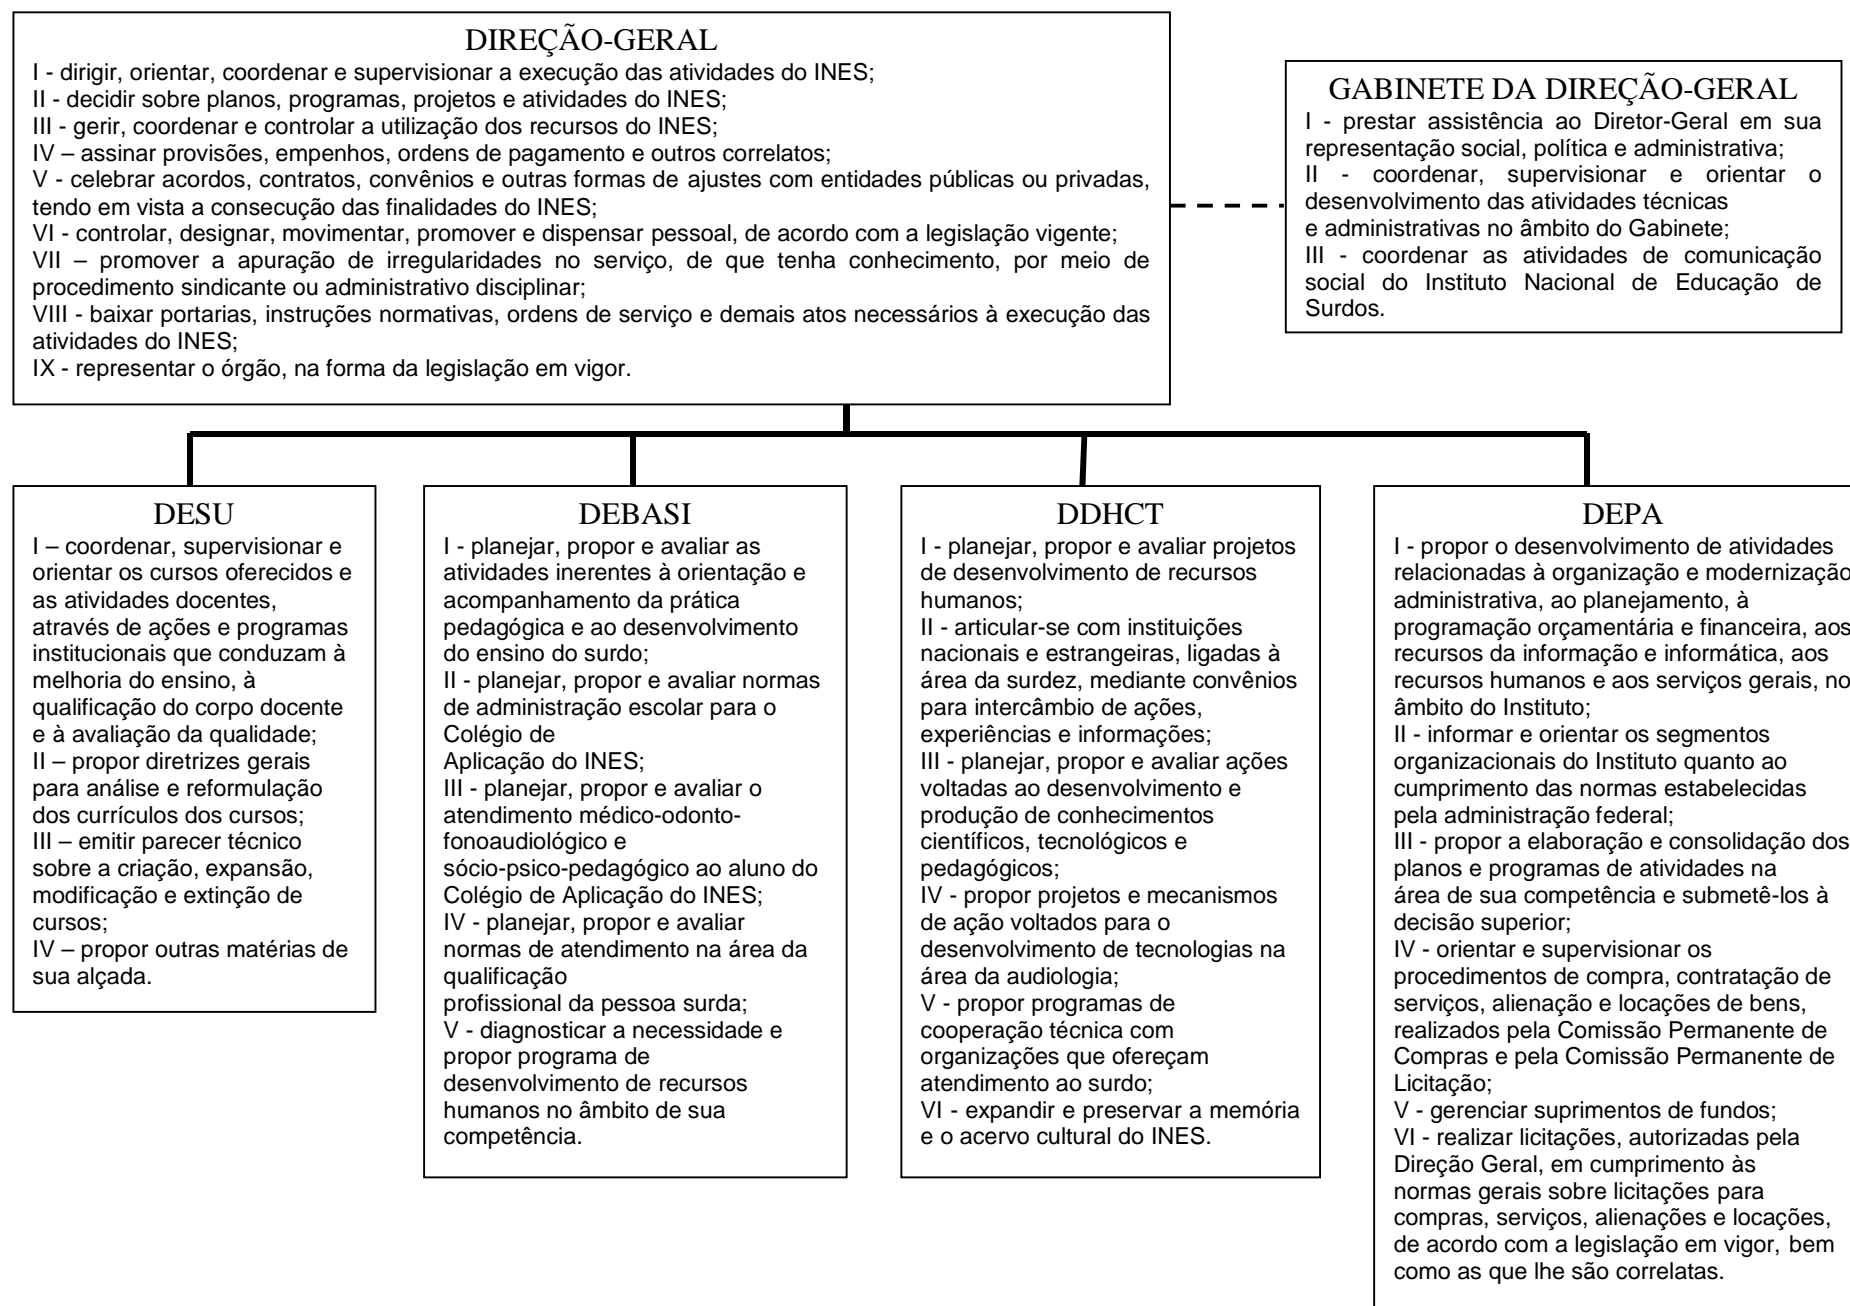 DIREÇÃO-GERAL
I - dirigir, orientar, coordenar e supervisionar a execução das atividades do INES;
II - decidir sobre planos, programas, projetos e atividades do INES;
III - gerir, coordenar e controlar a utilização dos recursos do INES;
IV – assinar provisões, empenhos, ordens de pagamento e outros correlatos;
V - celebrar acordos, contratos, convênios e outras formas de ajustes com entidades públicas ou privadas,
tendo em vista a consecução das finalidades do INES;
VI - controlar, designar, movimentar, promover e dispensar pessoal, de acordo com a legislação vigente;
VII – promover a apuração de irregularidades no serviço, de que tenha conhecimento, por meio de
procedimento sindicante ou administrativo disciplinar;
VIII - baixar portarias, instruções normativas, ordens de serviço e demais atos necessários à execução das
atividades do INES;
IX - representar o órgão, na forma da legislação em vigor.
GABINETE DA DIREÇÃO-GERAL
I - prestar assistência ao Diretor-Geral em sua
representação social, política e administrativa;
II - coordenar, supervisionar e orientar o
desenvolvimento das atividades técnicas
e administrativas no âmbito do Gabinete;
III - coordenar as atividades de comunicação
social do Instituto Nacional de Educação de
Surdos.
DESU
I – coordenar, supervisionar e
orientar os cursos oferecidos e
as atividades docentes,
através de ações e programas
institucionais que conduzam à
melhoria do ensino, à
qualificação do corpo docente
e à avaliação da qualidade;
II – propor diretrizes gerais
para análise e reformulação
dos currículos dos cursos;
III – emitir parecer técnico
sobre a criação, expansão,
modificação e extinção de
cursos;
IV – propor outras matérias de
sua alçada.
DEBASI
I - planejar, propor e avaliar as
atividades inerentes à orientação e
acompanhamento da prática
pedagógica e ao desenvolvimento
do ensino do surdo;
II - planejar, propor e avaliar normas
de administração escolar para o
Colégio de
Aplicação do INES;
III - planejar, propor e avaliar o
atendimento médico-odonto-
fonoaudiológico e
sócio-psico-pedagógico ao aluno do
Colégio de Aplicação do INES;
IV - planejar, propor e avaliar
normas de atendimento na área da
qualificação
profissional da pessoa surda;
V - diagnosticar a necessidade e
propor programa de
desenvolvimento de recursos
humanos no âmbito de sua
competência.
DDHCT
I - planejar, propor e avaliar projetos
de desenvolvimento de recursos
humanos;
II - articular-se com instituições
nacionais e estrangeiras, ligadas à
área da surdez, mediante convênios
para intercâmbio de ações,
experiências e informações;
III - planejar, propor e avaliar ações
voltadas ao desenvolvimento e
produção de conhecimentos
científicos, tecnológicos e
pedagógicos;
IV - propor projetos e mecanismos
de ação voltados para o
desenvolvimento de tecnologias na
área da audiologia;
V - propor programas de
cooperação técnica com
organizações que ofereçam
atendimento ao surdo;
VI - expandir e preservar a memória
e o acervo cultural do INES.
DEPA
I - propor o desenvolvimento de atividades
relacionadas à organização e modernização
administrativa, ao planejamento, à
programação orçamentária e financeira, aos
recursos da informação e informática, aos
recursos humanos e aos serviços gerais, no
âmbito do Instituto;
II - informar e orientar os segmentos
organizacionais do Instituto quanto ao
cumprimento das normas estabelecidas
pela administração federal;
III - propor a elaboração e consolidação dos
planos e programas de atividades na
área de sua competência e submetê-los à
decisão superior;
IV - orientar e supervisionar os
procedimentos de compra, contratação de
serviços, alienação e locações de bens,
realizados pela Comissão Permanente de
Compras e pela Comissão Permanente de
Licitação;
V - gerenciar suprimentos de fundos;
VI - realizar licitações, autorizadas pela
Direção Geral, em cumprimento às
normas gerais sobre licitações para
compras, serviços, alienações e locações,
de acordo com a legislação em vigor, bem
como as que lhe são correlatas.